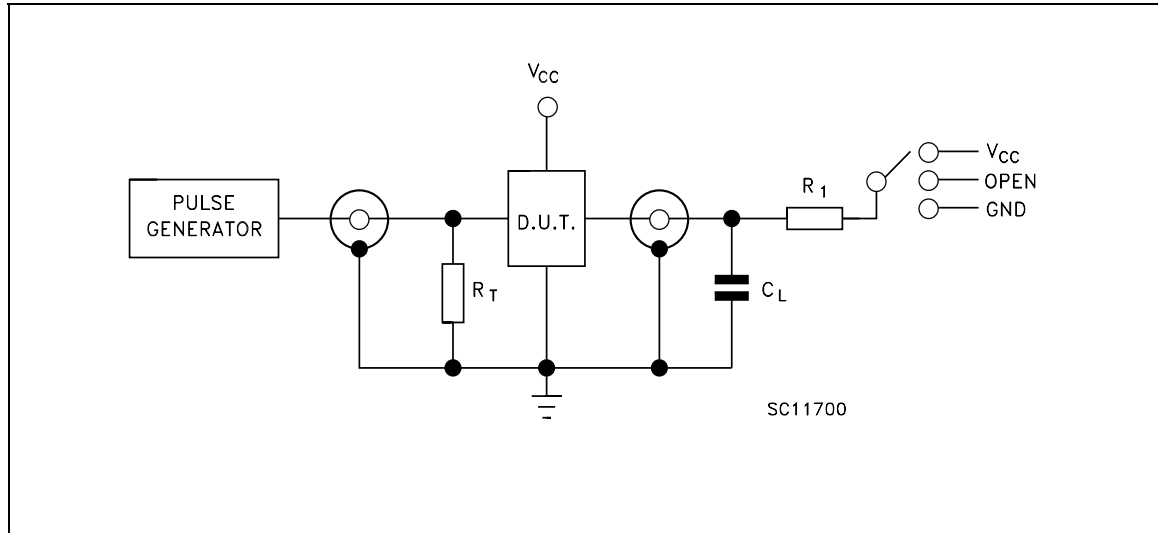 VCC
PULSE
GENERATOR
D.U.T.
RT
R1
CL
VCC
OPEN
GND
SC11700